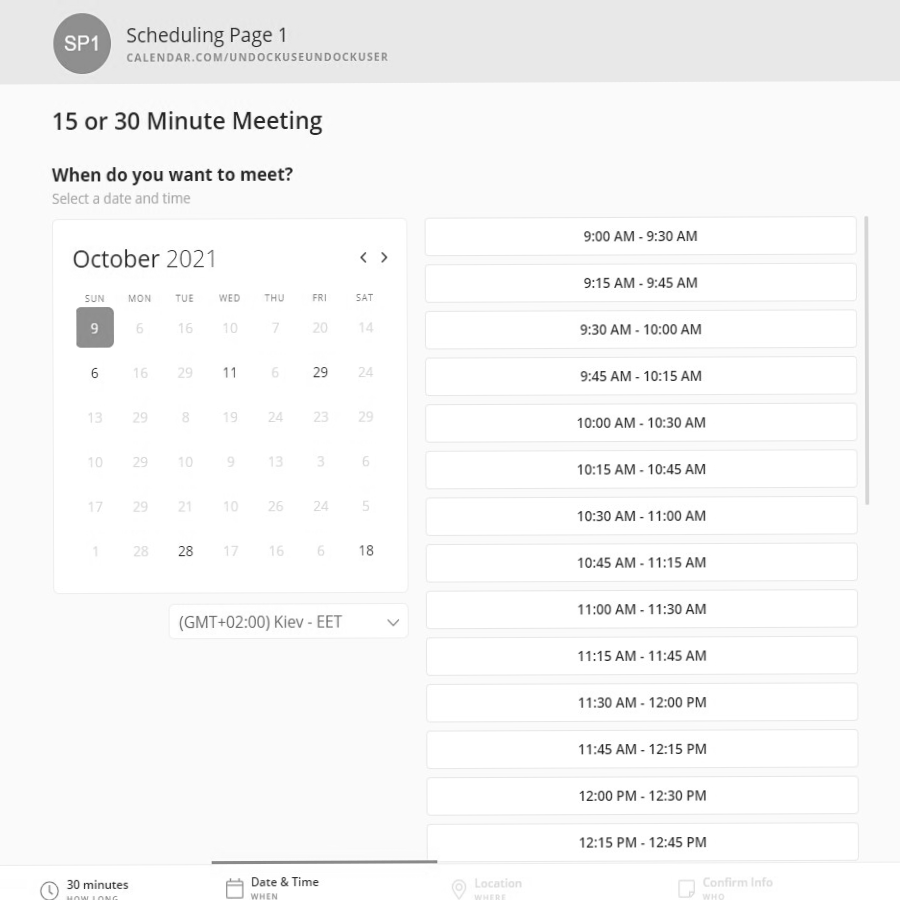 SP1
Scheduling Page 1
CALENDAR.COM/UNDOCKUSEUNDOCKUSER
15 or 30 Minute Meeting
When do you want to meet?
Select a date and time
October 2021
SUN MON TUE WED THU FRI SAT
9 6 16 10 7 20 14
6 16 29 11 6 29 24
13 29 8 19 24 23 29
10 29 10 9 13 3 6
17 29 21 10 26 24 5
1 28 28 17 16 6 18
(GMT+02:00) Kiev - EET
9:00 AM - 9:30 AM
9:15 AM - 9:45 AM
9:30 AM - 10:00 AM
9:45 AM - 10:15 AM
10:00 AM - 10:30 AM
10:15 AM - 10:45 AM
10:30 AM - 11:00 AM
10:45 AM - 11:15 AM
11:00 AM - 11:30 AM
11:15 AM - 11:45 AM
11:30 AM - 12:00 PM
11:45 AM - 12:15 PM
12:00 PM - 12:30 PM
12:15 PM - 12:45 PM
30 minutes
HOW LONG
Date & Time
WHEN
Location
WHERE
Confirm Info
WHO